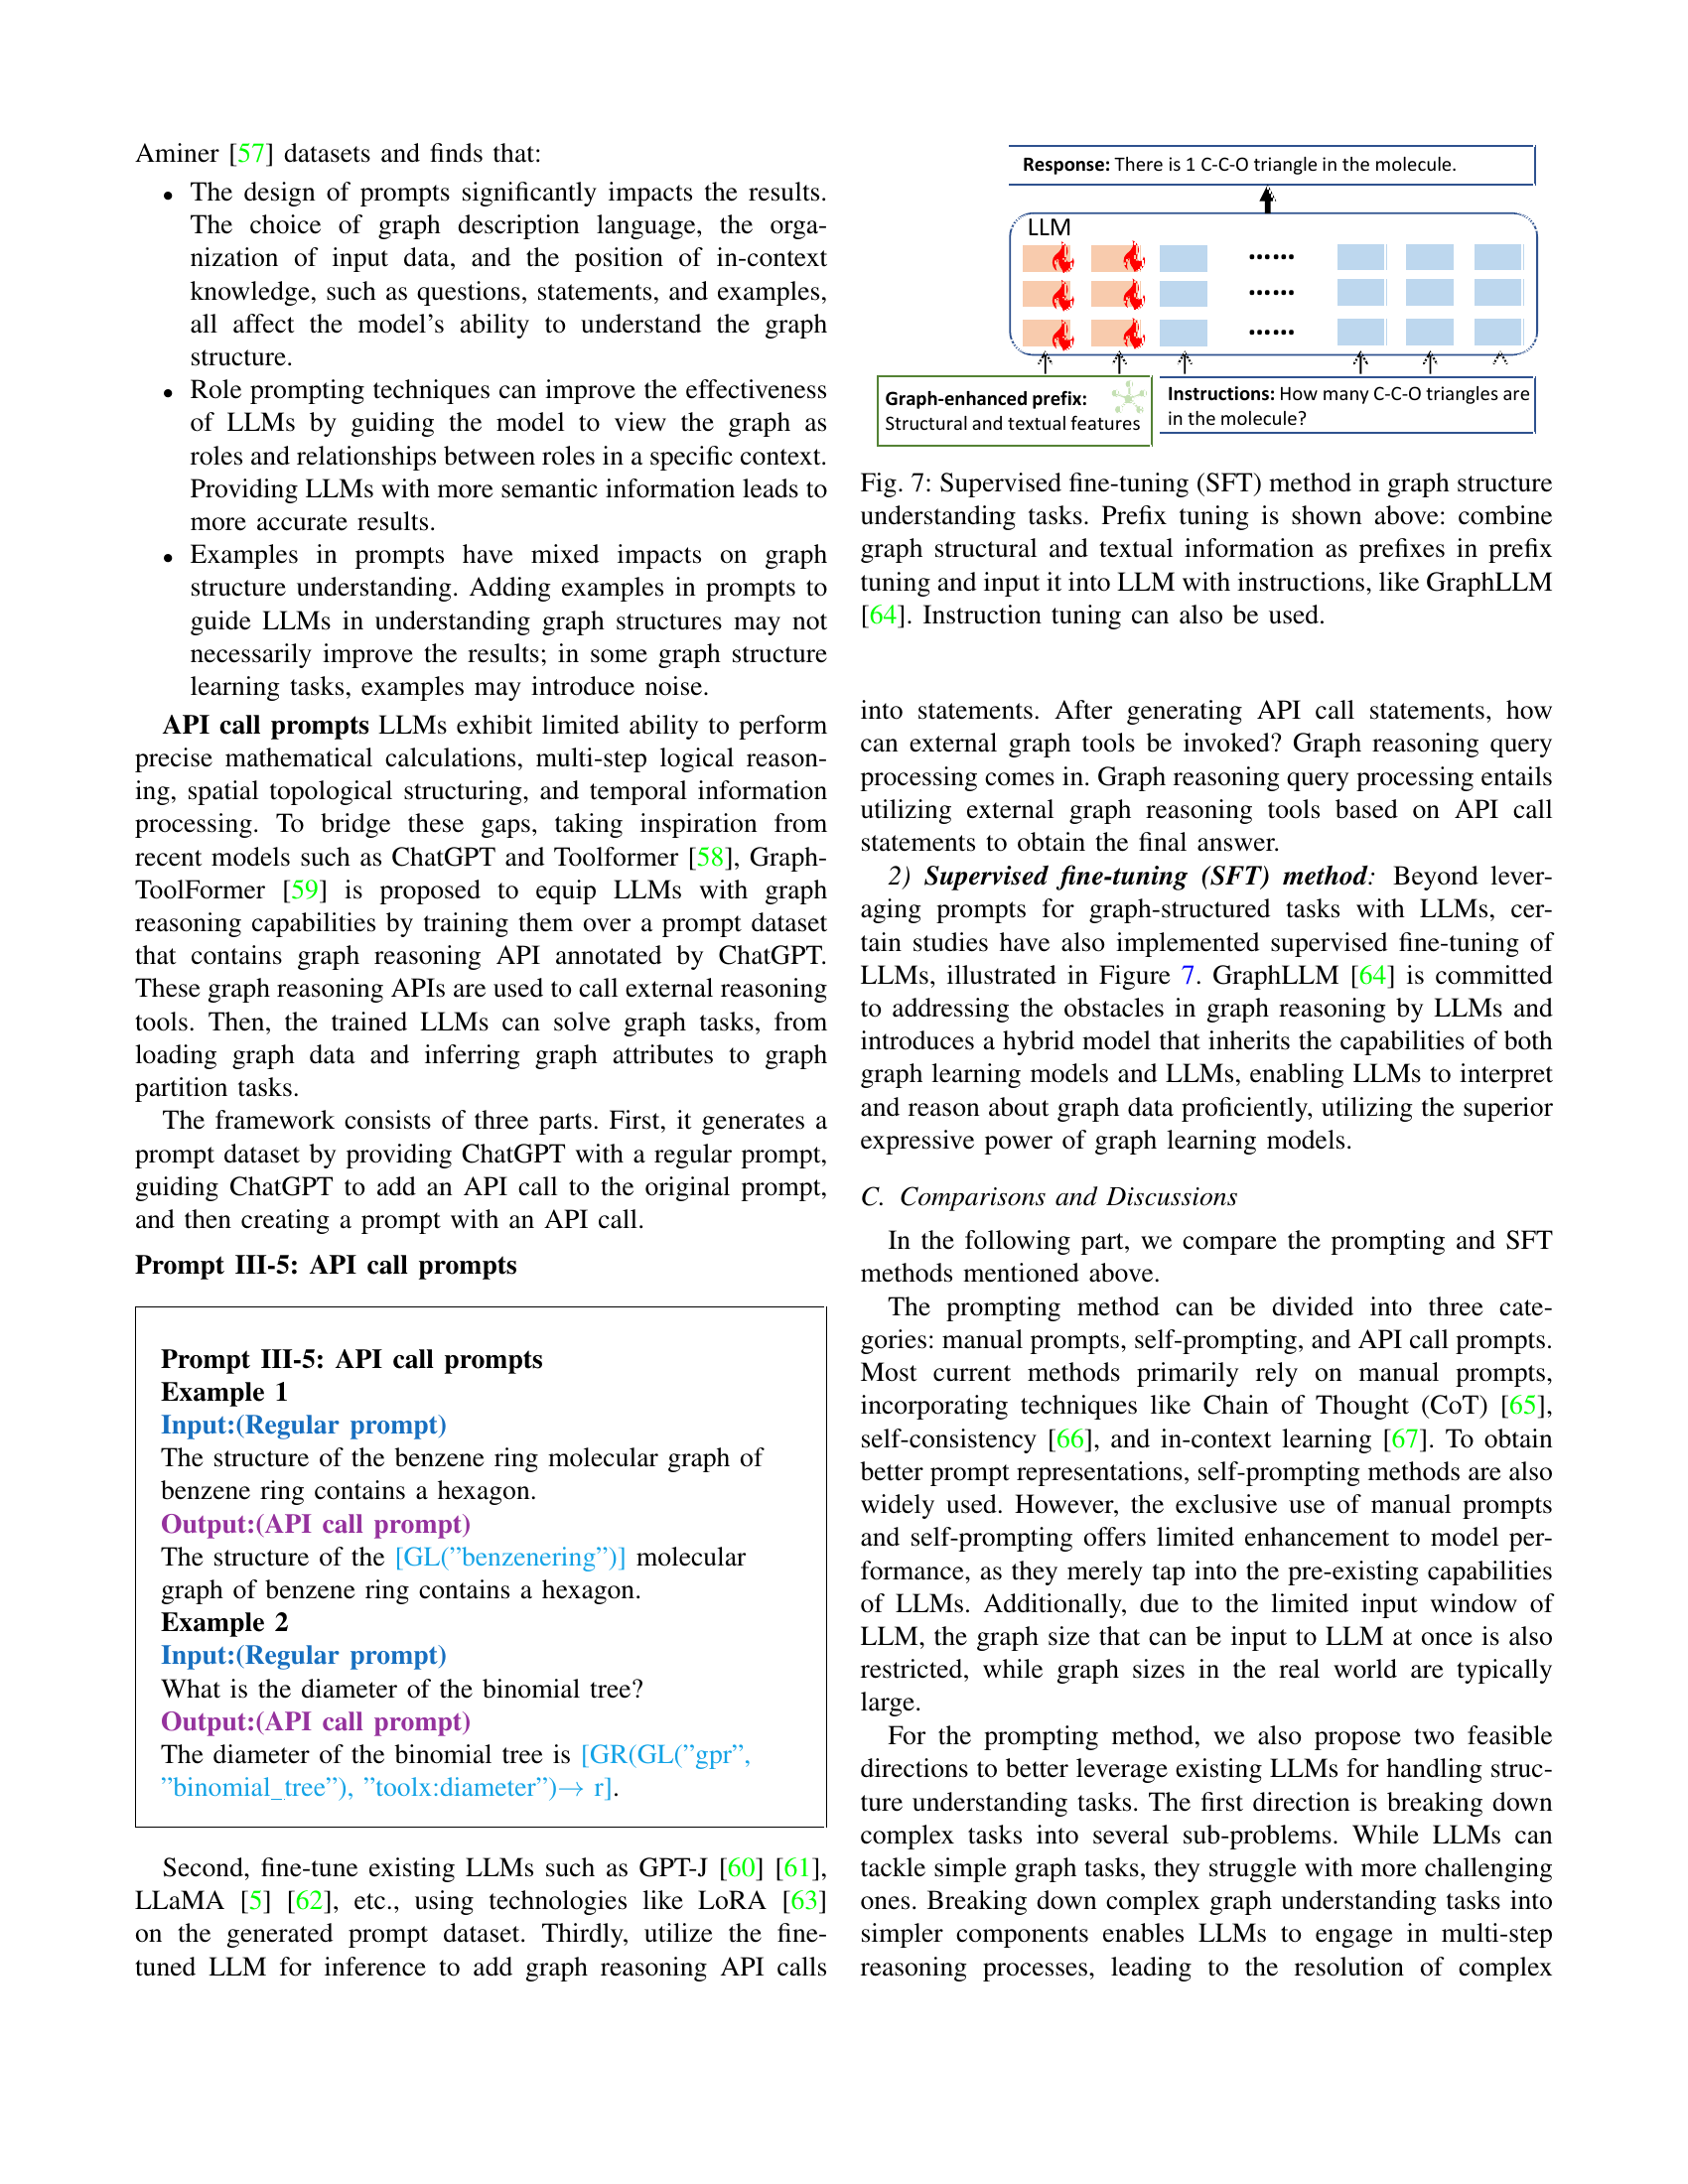 Aminer [57] datasets and finds that:
• The design of prompts significantly impacts the results.
The choice of graph description language, the orga-
nization of input data, and the position of in-context
knowledge, such as questions, statements, and examples,
all affect the model's ability to understand the graph
structure.
• Role prompting techniques can improve the effectiveness
of LLMs by guiding the model to view the graph as
roles and relationships between roles in a specific context.
Providing LLMs with more semantic information leads to
more accurate results.
• Examples in prompts have mixed impacts on graph
structure understanding. Adding examples in prompts to
guide LLMs in understanding graph structures may not
necessarily improve the results; in some graph structure
learning tasks, examples may introduce noise.
API call prompts LLMs exhibit limited ability to perform
precise mathematical calculations, multi-step logical reason-
ing, spatial topological structuring, and temporal information
processing. To bridge these gaps, taking inspiration from
recent models such as ChatGPT and Toolformer [58], Graph-
ToolFormer [59] is proposed to equip LLMs with graph
reasoning capabilities by training them over a prompt dataset
that contains graph reasoning API annotated by ChatGPT.
These graph reasoning APIs are used to call external reasoning
tools. Then, the trained LLMs can solve graph tasks, from
loading graph data and inferring graph attributes to graph
partition tasks.
The framework consists of three parts. First, it generates a
prompt dataset by providing ChatGPT with a regular prompt,
guiding ChatGPT to add an API call to the original prompt,
and then creating a prompt with an API call.
Prompt III-5: API call prompts
Prompt III-5: API call prompts
Example 1
Input:(Regular prompt)
The structure of the benzene ring molecular graph of
benzene ring contains a hexagon.
Output:(API call prompt)
The structure of the [GL(”benzenering”)] molecular
graph of benzene ring contains a hexagon.
Example 2
Input:(Regular prompt)
What is the diameter of the binomial tree?
Output:(API call prompt)
The diameter of the binomial tree is [GR(GL(”gpr”,
”binomial_tree”), ”toolx:diameter”)→ r].
Second, fine-tune existing LLMs such as GPT-J [60] [61],
LLaMA [5] [62], etc., using technologies like LoRA [63]
on the generated prompt dataset. Thirdly, utilize the fine-
tuned LLM for inference to add graph reasoning API calls
Response: There is 1 C-C-O triangle in the molecule.
LLM
......
......
......
Graph-enhanced prefix:
Structural and textual features
Instructions: How many C-C-O triangles are
in the molecule?
Fig. 7: Supervised fine-tuning (SFT) method in graph structure
understanding tasks. Prefix tuning is shown above: combine
graph structural and textual information as prefixes in prefix
tuning and input it into LLM with instructions, like GraphLLM
[64]. Instruction tuning can also be used.
into statements. After generating API call statements, how
can external graph tools be invoked? Graph reasoning query
processing comes in. Graph reasoning query processing entails
utilizing external graph reasoning tools based on API call
statements to obtain the final answer.
2) Supervised fine-tuning (SFT) method: Beyond lever-
aging prompts for graph-structured tasks with LLMs, cer-
tain studies have also implemented supervised fine-tuning of
LLMs, illustrated in Figure 7. GraphLLM [64] is committed
to addressing the obstacles in graph reasoning by LLMs and
introduces a hybrid model that inherits the capabilities of both
graph learning models and LLMs, enabling LLMs to interpret
and reason about graph data proficiently, utilizing the superior
expressive power of graph learning models.
C. Comparisons and Discussions
In the following part, we compare the prompting and SFT
methods mentioned above.
The prompting method can be divided into three cate-
gories: manual prompts, self-prompting, and API call prompts.
Most current methods primarily rely on manual prompts,
incorporating techniques like Chain of Thought (CoT) [65],
self-consistency [66], and in-context learning [67]. To obtain
better prompt representations, self-prompting methods are also
widely used. However, the exclusive use of manual prompts
and self-prompting offers limited enhancement to model per-
formance, as they merely tap into the pre-existing capabilities
of LLMs. Additionally, due to the limited input window of
LLM, the graph size that can be input to LLM at once is also
restricted, while graph sizes in the real world are typically
large.
For the prompting method, we also propose two feasible
directions to better leverage existing LLMs for handling struc-
ture understanding tasks. The first direction is breaking down
complex tasks into several sub-problems. While LLMs can
tackle simple graph tasks, they struggle with more challenging
ones. Breaking down complex graph understanding tasks into
simpler components enables LLMs to engage in multi-step
reasoning processes, leading to the resolution of complex